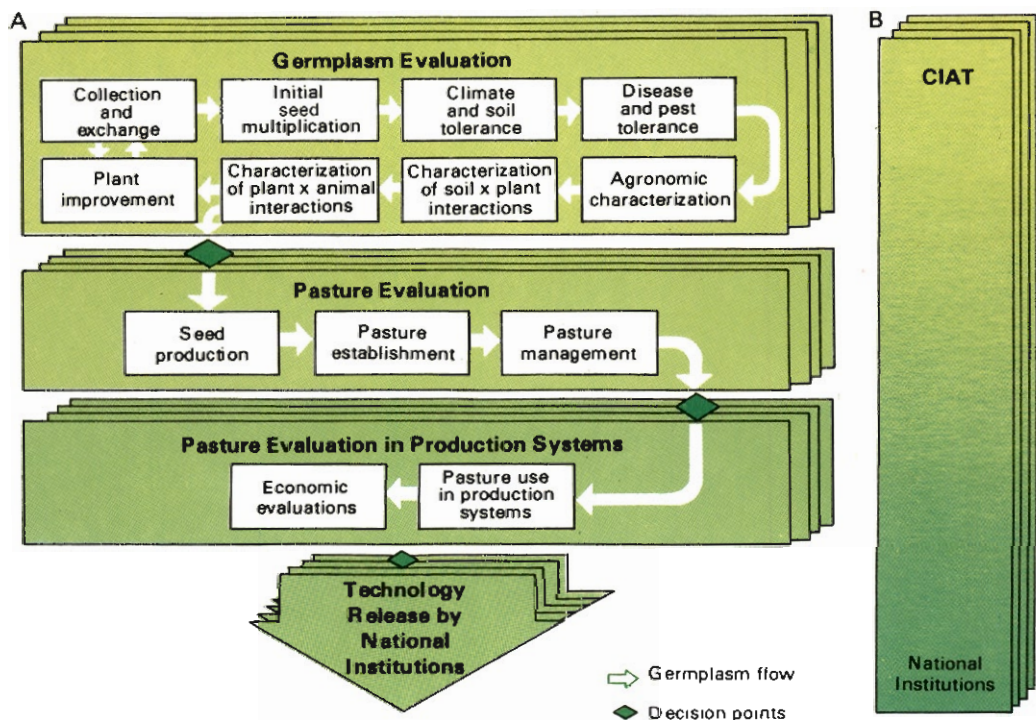 A
Germplasm Evaluation
Collection
and
exchange
Initial
seed
multiplication
Climate
and soil
tolerance
Disease
and pest
tolerance
Plant
improvement
Characterization
of plant x animal
interactions
Characterization
of soil x plant
interactions
Agronomic
characterization
Pasture Evaluation
Seed
production
Pasture
establishment
Pasture
management
Pasture Evaluation in Production Systems
Economic
evaluations
Pasture use
in production
systems
Technology
Release by
National
Institutions
Germplasm fflow
Decision points
B
CIAT
National
Institutions